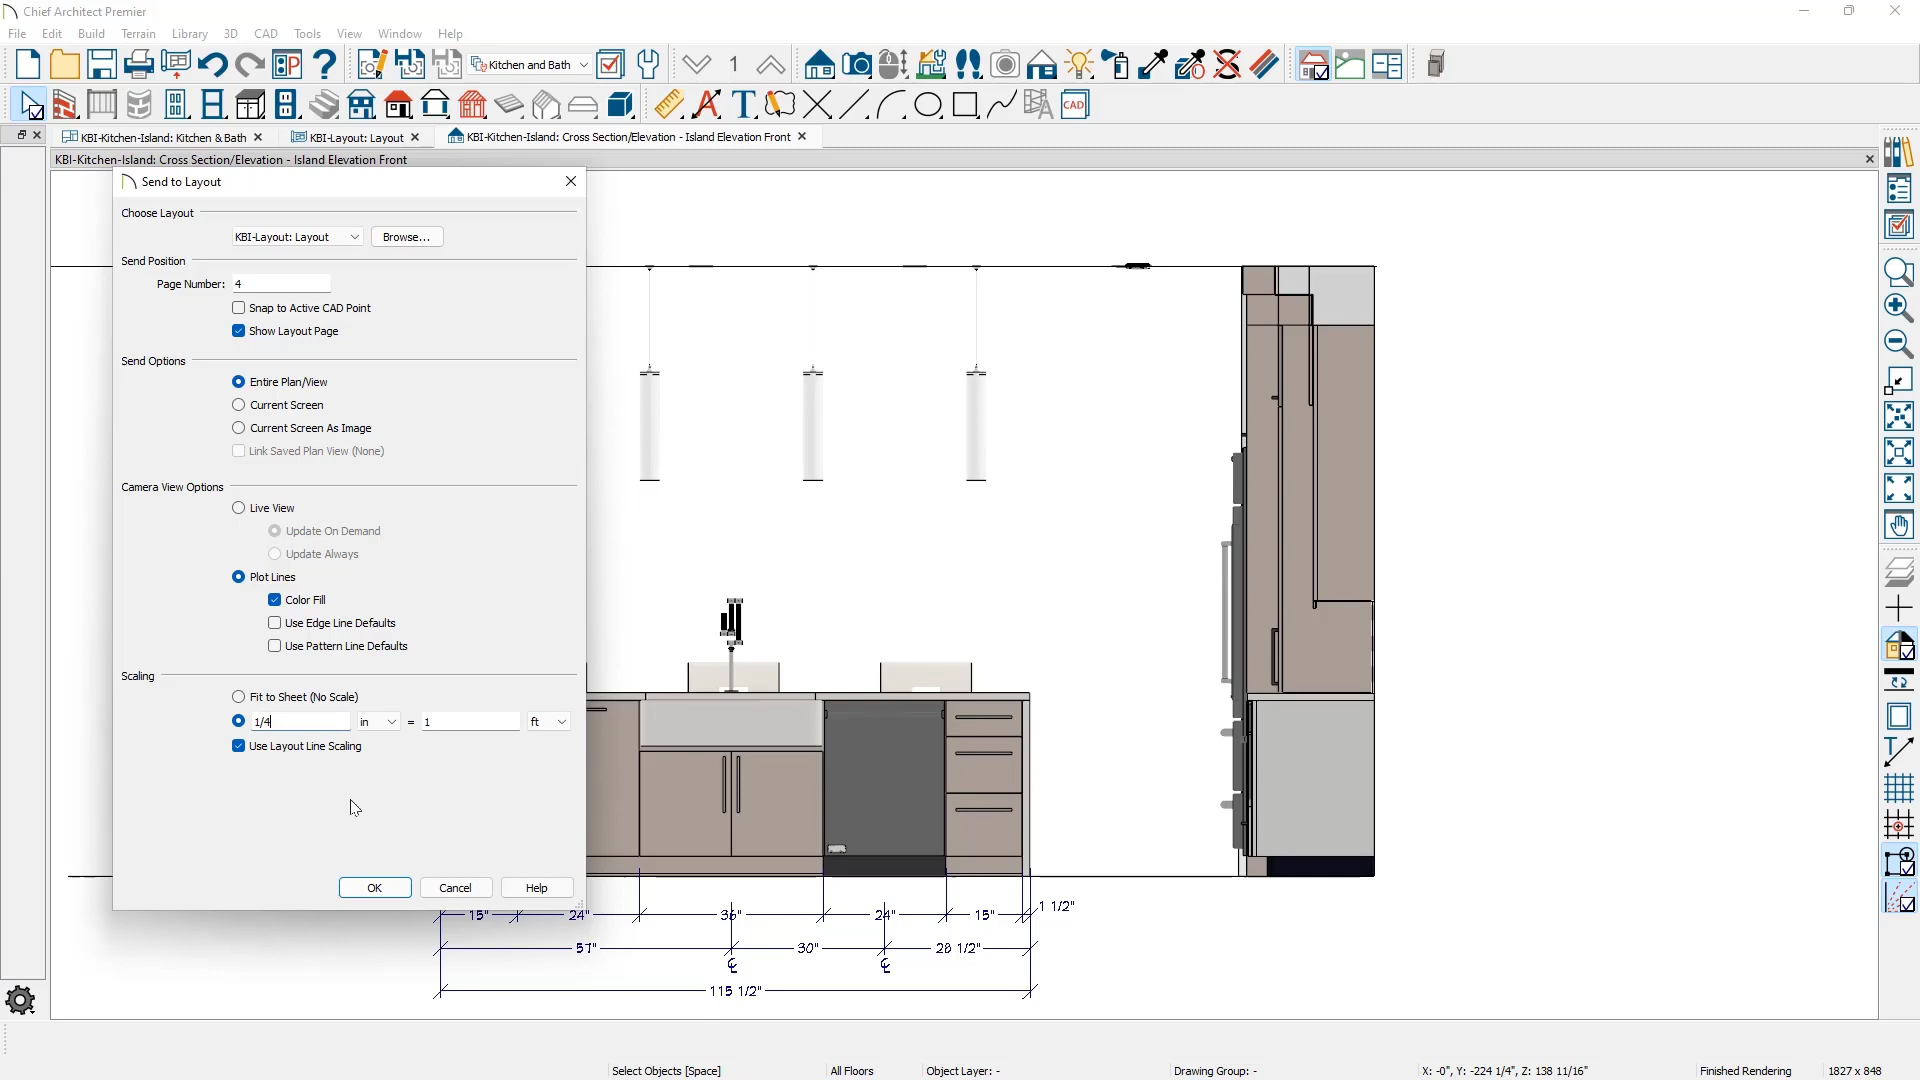 Chief Architect Premier
File Edit Build Terrain Library 3D CAD Tools View Window Help
Kitchen and Bath 1
CAD
KBI-Kitchen-Island: Kitchen & Bath KBI-Layout: Layout KBI-Kitchen-Island: Cross Section/Elevation - Island Elevation Front
KBI-Kitchen-Island: Cross Section/Elevation - Island Elevation Front
Send to Layout
Choose Layout
KBI-Layout: Layout Browse...
Send Position
Page Number: 4
Snap to Active CAD Point
Show Layout Page
Send Options
Entire Plan/View
Current Screen
Current Screen As Image
Link Saved Plan View (None)
Camera View Options
Live View
Update On Demand
Update Always
Plot Lines
Color Fill
Use Edge Line Defaults
Use Pattern Line Defaults
Scaling
Fit to Sheet (No Scale)
1/4 in = 1 ft
Use Layout Line Scaling
OK Cancel Help
15" 24" 36" 24" 15" 1 1/2"
57" 30" 28 1/2"
115 1/2"
Select Objects [Space] All Floors Object Layer: - Drawing Group: - X: -0", Y: -224 1/4", Z: 138 11/16" Finished Rendering 1827 x 848